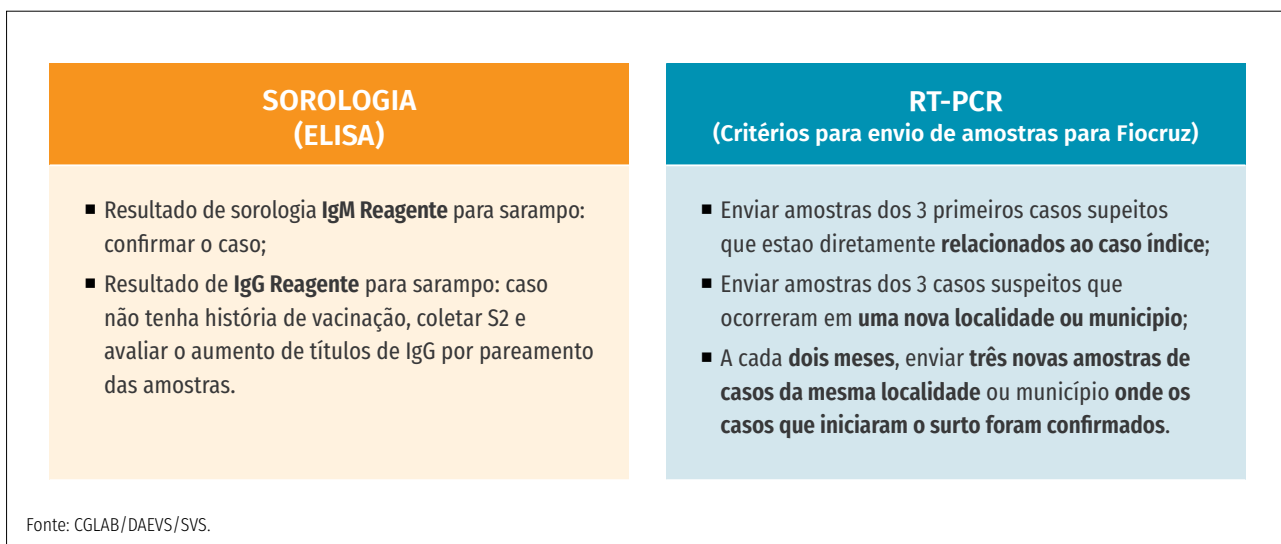 SOROLOGIA
(ELISA)
■ Resultado de sorologia IgM Reagente para sarampo:
confirmar o caso;
■ Resultado de IgG Reagente para sarampo: caso
não tenha história de vacinação, coletar S2 e
avaliar o aumento de títulos de IgG por pareamento
das amostras.
RT-PCR
(Critérios para envio de amostras para Fiocruz)
■ Enviar amostras dos 3 primeiros casos supeitos
que estao diretamente relacionados ao caso índice;
■ Enviar amostras dos 3 casos suspeitos que
ocorreram em uma nova localidade ou municipio;
■ A cada dois meses, enviar três novas amostras de
casos da mesma localidade ou município onde os
casos que iniciaram o surto foram confirmados.
Fonte: CGLAB/DAEVS/SVS.